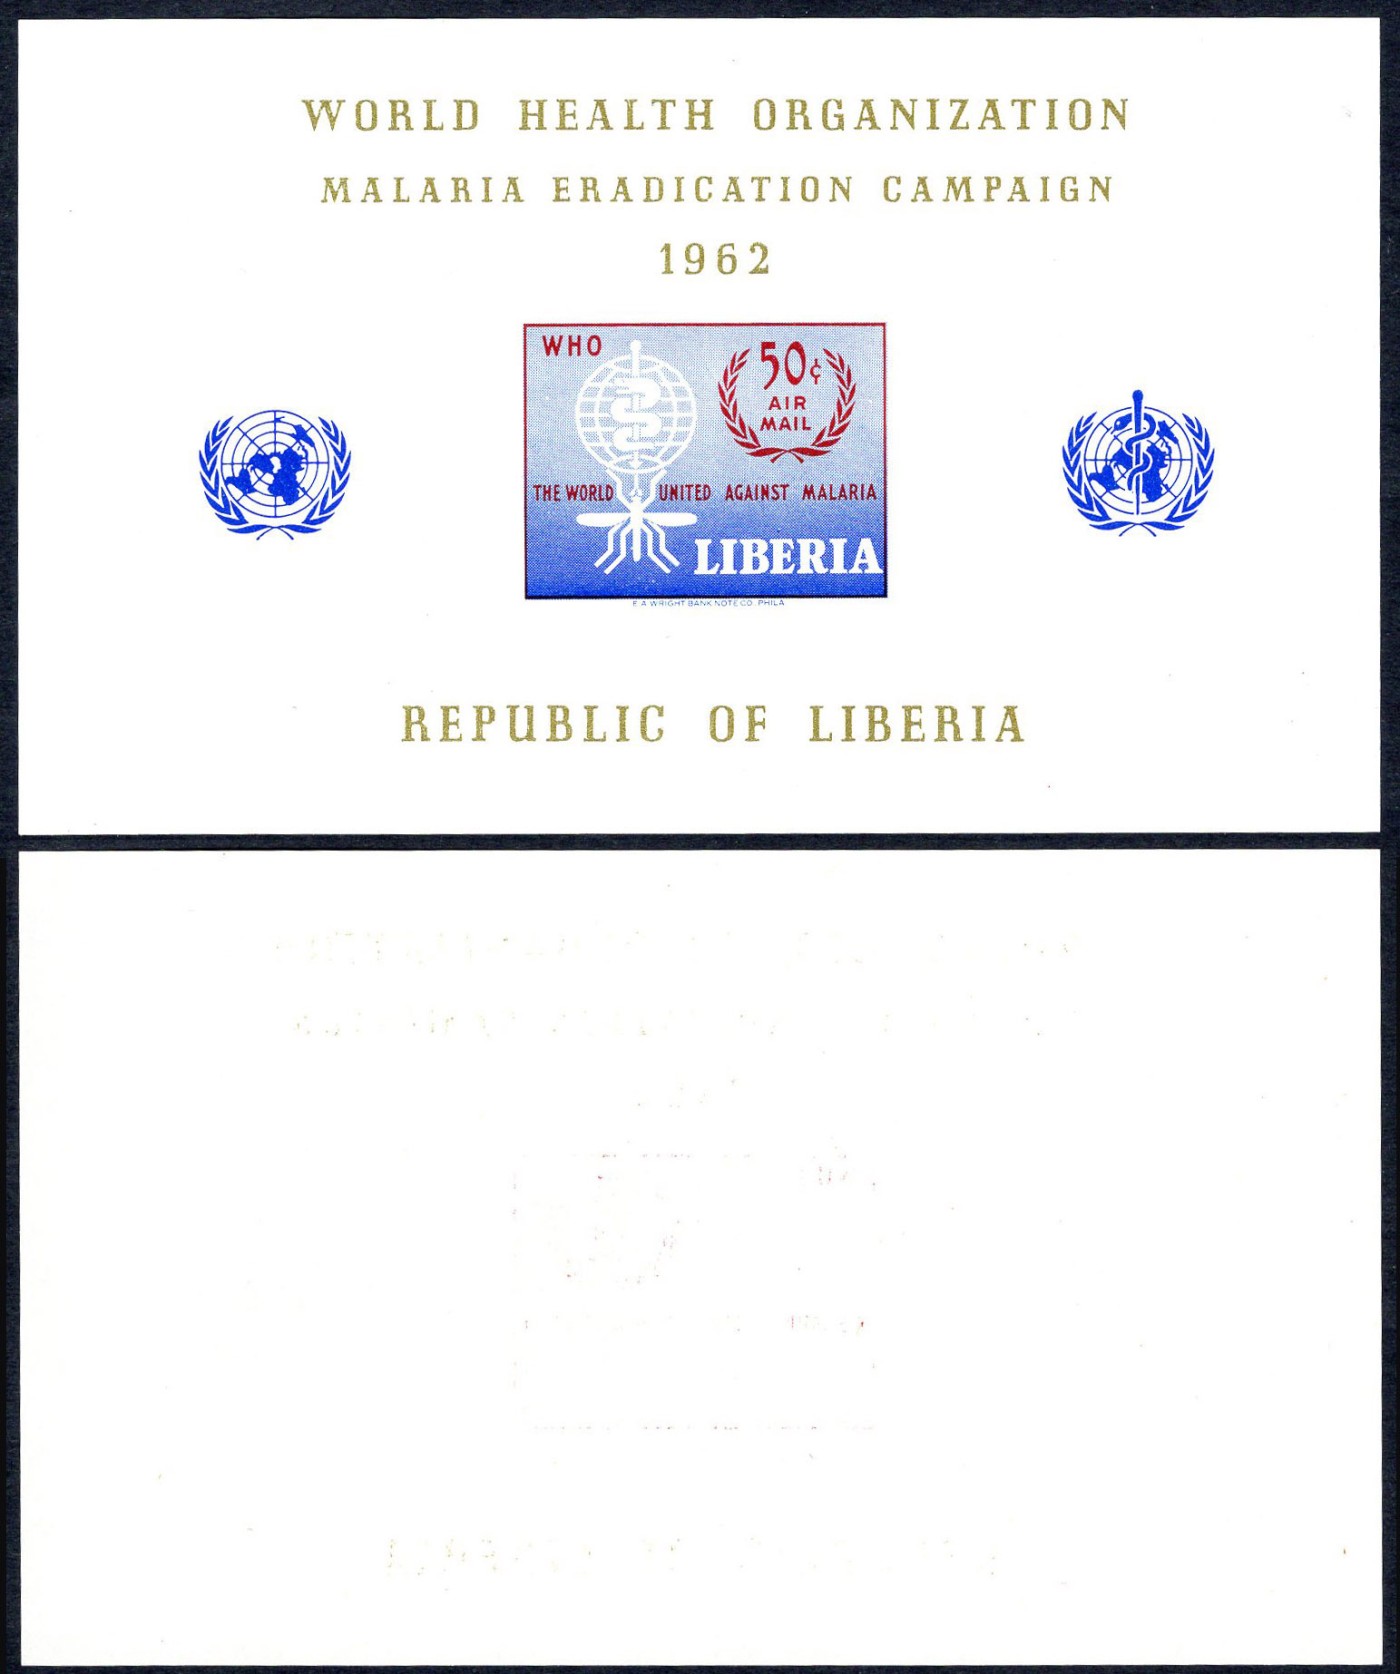 WORLD HEALTH ORGANIZATION
MALARIA ERADICATION CAMPAIGN
1962
WHO
50¢
AIR
MAIL
THE WORLD UNITED AGAINST MALARIA
LIBERIA
E. A. WRIGHT BANK NOTE CO. PHILA
REPUBLIC OF LIBERIA